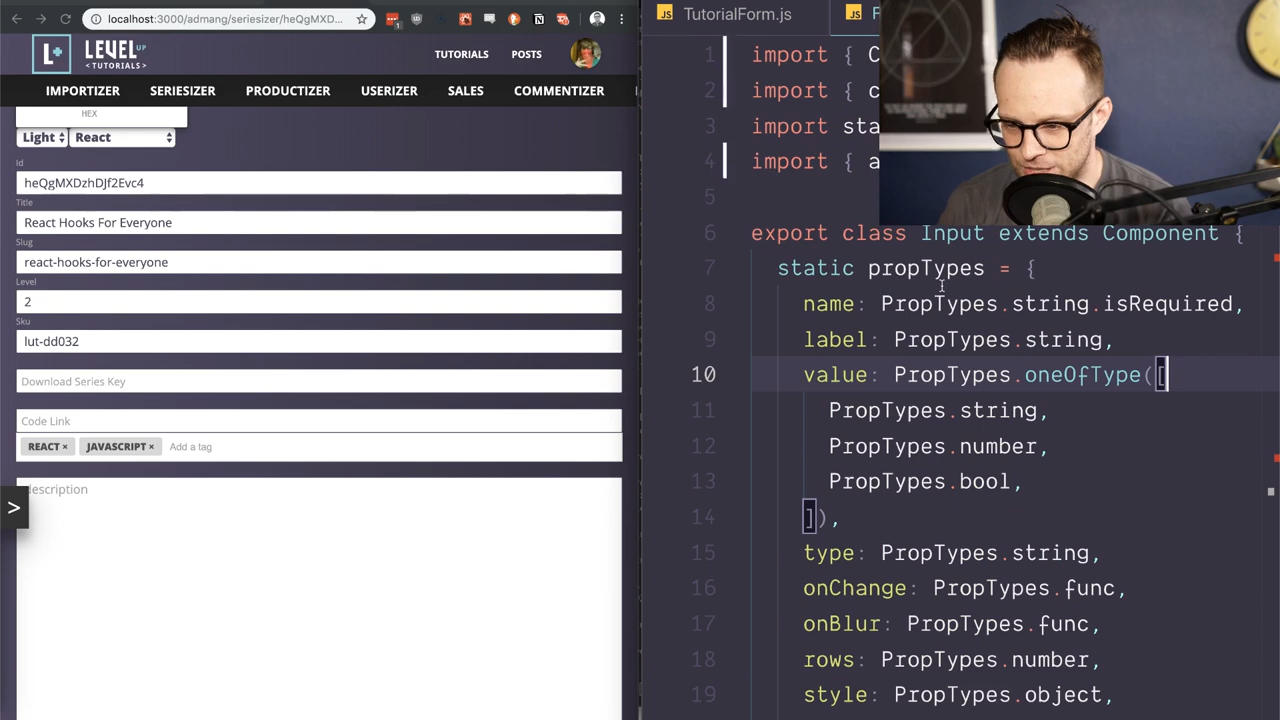 localhost:3000/admang/seriesizer/heQgMXD...
1
L+
LEVEL UP
<TUTORIALS>
TUTORIALS
POSTS
IMPORTIZER
SERIESIZER
PRODUCTIZER
USERIZER
SALES
COMMENTIZER
HEX
Light
React
Id
heQgMXDzhDJf2Evc4
Title
React Hooks For Everyone
Slug
react-hooks-for-everyone
Level
2
Sku
lut-dd032
Download Series Key
Code Link
REACT ×
JAVASCRIPT ×
Add a tag
description
>
JS TutorialForm.js
JS
1 import { C
2 import { c
3 import sta
4 import { a
5
6 export class Input extends Component {
7 static propTypes = {
8 name: PropTypes.string.isRequired,
9 label: PropTypes.string,
10 value: PropTypes.oneOfType([
11 PropTypes.string,
12 PropTypes.number,
13 PropTypes.bool,
14 ]),
15 type: PropTypes.string,
16 onChange: PropTypes.func,
17 onBlur: PropTypes.func,
18 rows: PropTypes.number,
19 style: PropTypes.object,